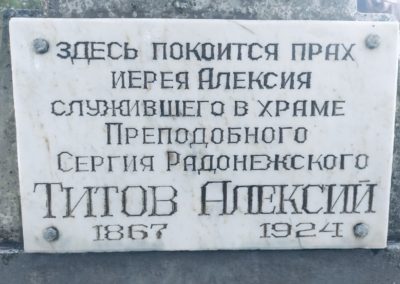 ЗДЕСЬ ПОКОИТСЯ ПРАХ
ИЕРЕЯ АЛЕКСИЯ
СЛУЖИВШЕГО В ХРАМЕ
ПРЕПОДОБНОГО
СЕРГИЯ РАДОНЕЖСКОГО
ТИТОВ АЛЕКСИЙ
1867 1924